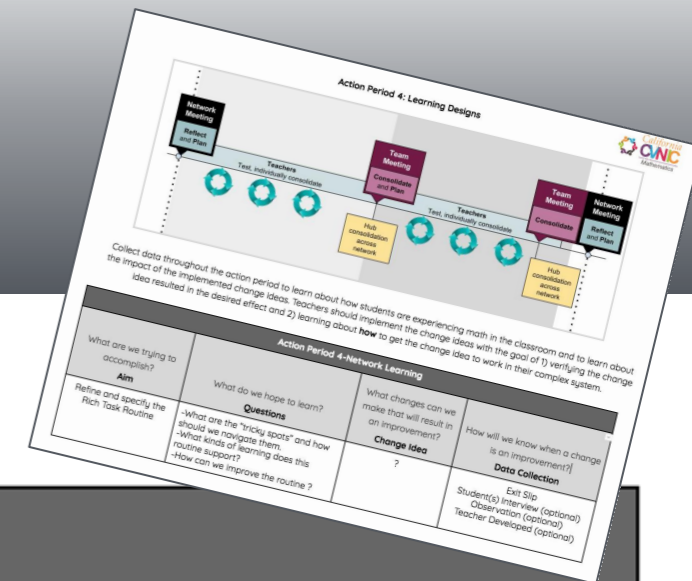 Action Period 4: Learning Designs
California
CVNIC
Mathematics
Network
Meeting
Reflect
and Plan
Teachers
Test, individually consolidate
Team
Meeting
Consolidate
and Plan
Hub
consolidation
across
network
Teachers
Test, individually consolidate
Team
Meeting
Consolidate
Network
Meeting
Reflect
and Plan
Hub
consolidation
across
network
Collect data throughout the action period to learn about how students are experiencing math in the classroom and to learn about
the impact of the implemented change ideas. Teachers should implement the change ideas with the goal of 1) verifying the change
idea resulted in the desired effect and 2) learning about how to get the change idea to work in their complex system.
Action Period 4-Network Learning
What are we trying to
accomplish?
Aim
What do we hope to learn?
Questions
What changes can we
make that will result in
an improvement?
Change Idea
How will we know when a change
is an improvement?
Data Collection
Refine and specify the
Rich Task Routine
-What are the "tricky spots" and how
should we navigate them.
-What kinds of learning does this
routine support?
-How can we improve the routine ?
?
Exit Slip
Student(s) Interview (optional)
Observation (optional)
Teacher Developed (optional)